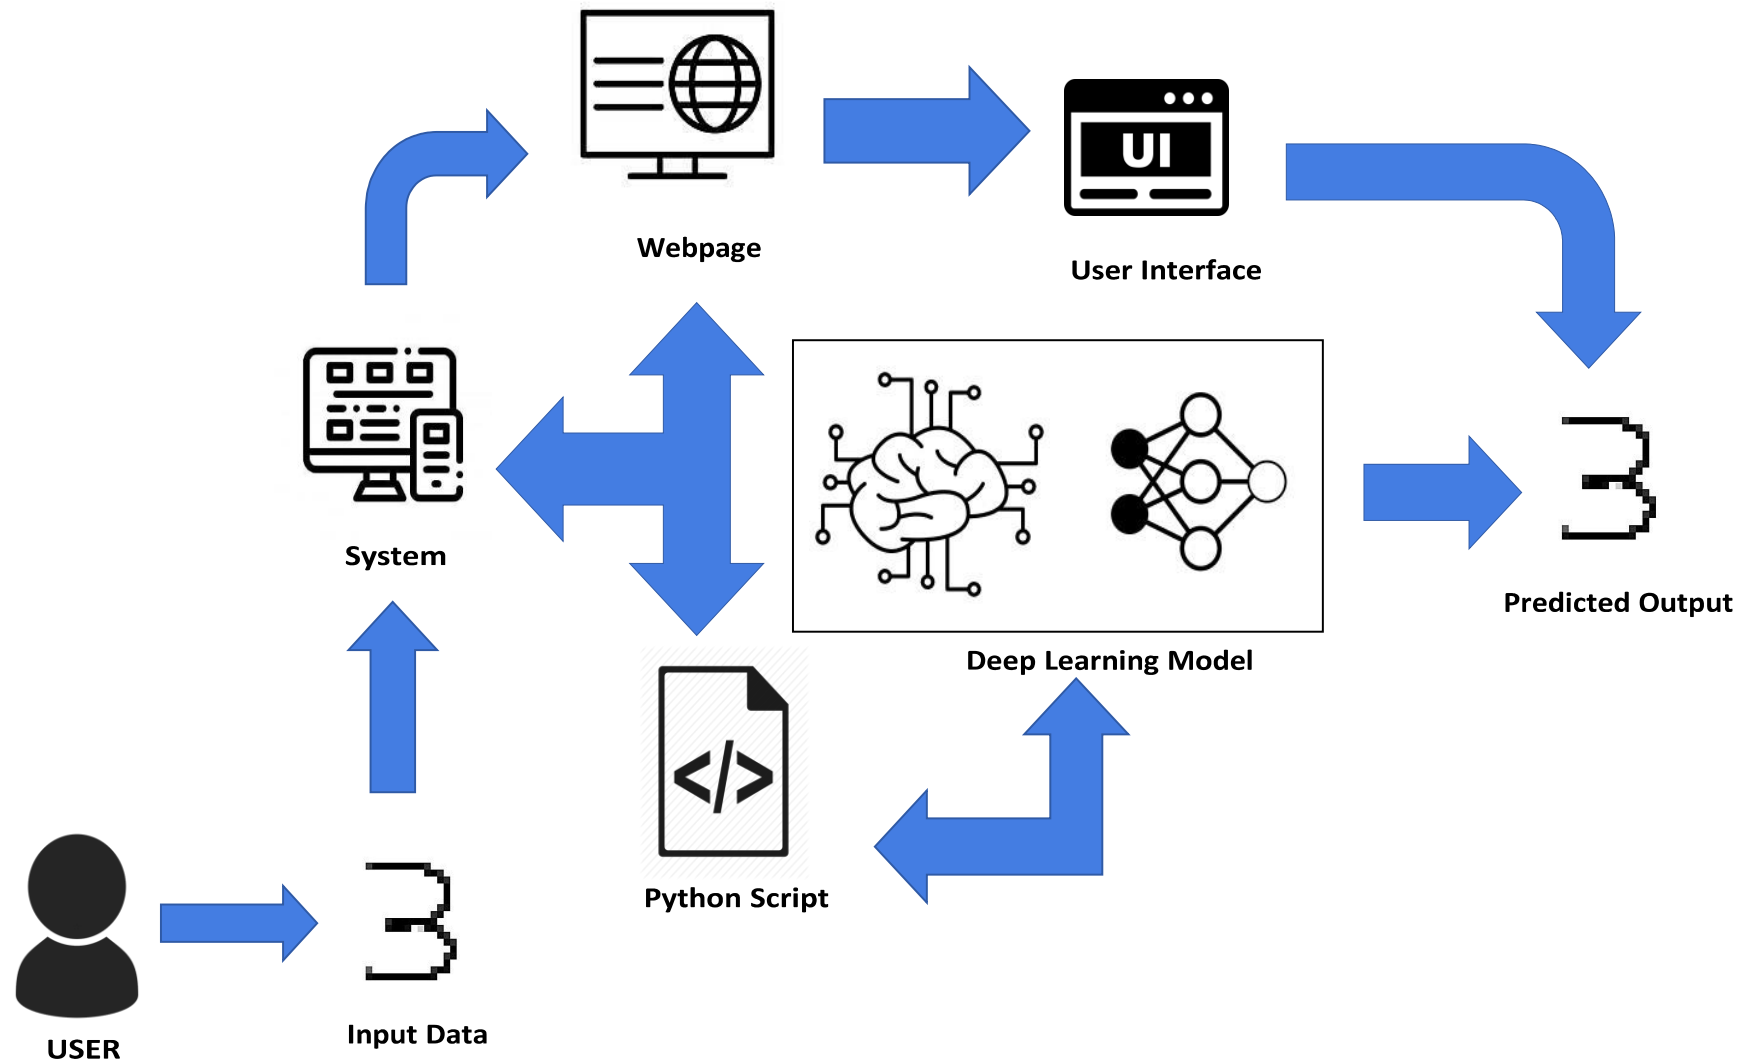 UI
Webpage
User Interface
System
Deep Learning Model
Predicted Output
3
</>
Python Script
3
Input Data
USER